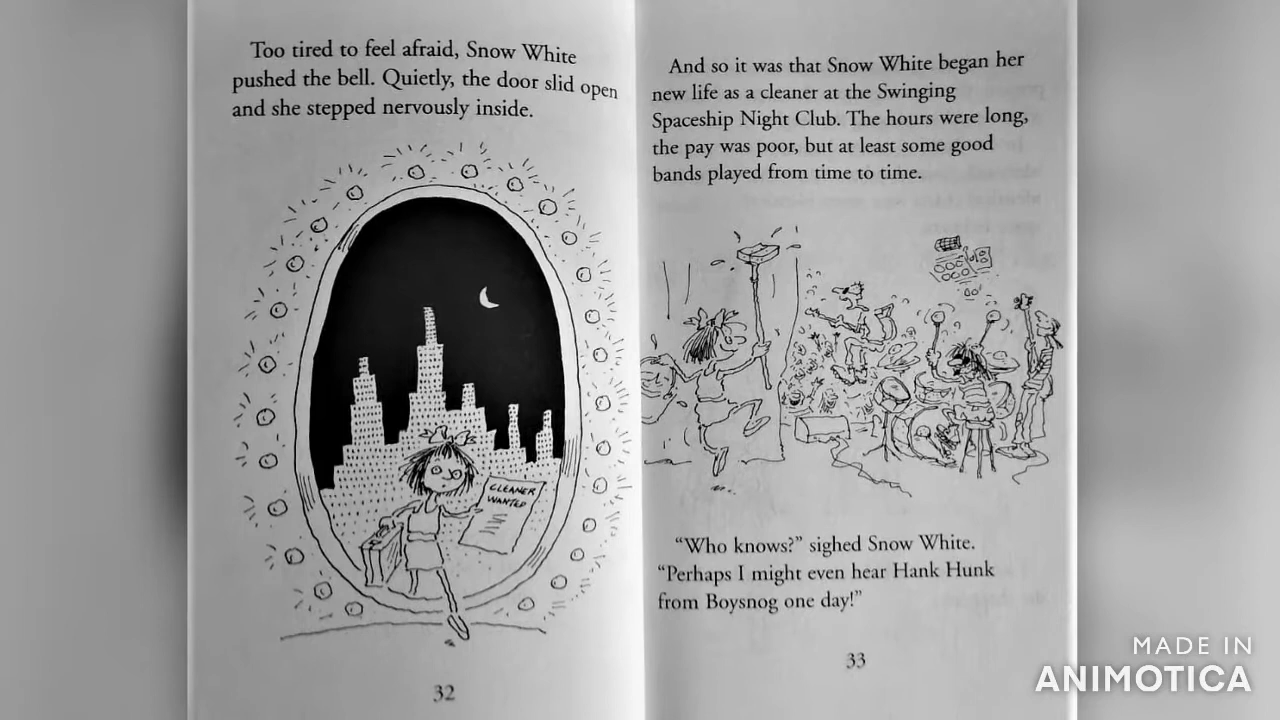 Too tired to feel afraid, Snow White
pushed the bell. Quietly, the door slid open
and she stepped nervously inside.
CLEANER
WANTED
32
And so it was that Snow White began her
new life as a cleaner at the Swinging
Spaceship Night Club. The hours were long,
the pay was poor, but at least some good
bands played from time to time.
“Who knows?” sighed Snow White.
“Perhaps I might even hear Hank Hunk
from Boysnog one day!”
33
MADE IN
ANIMOTICA